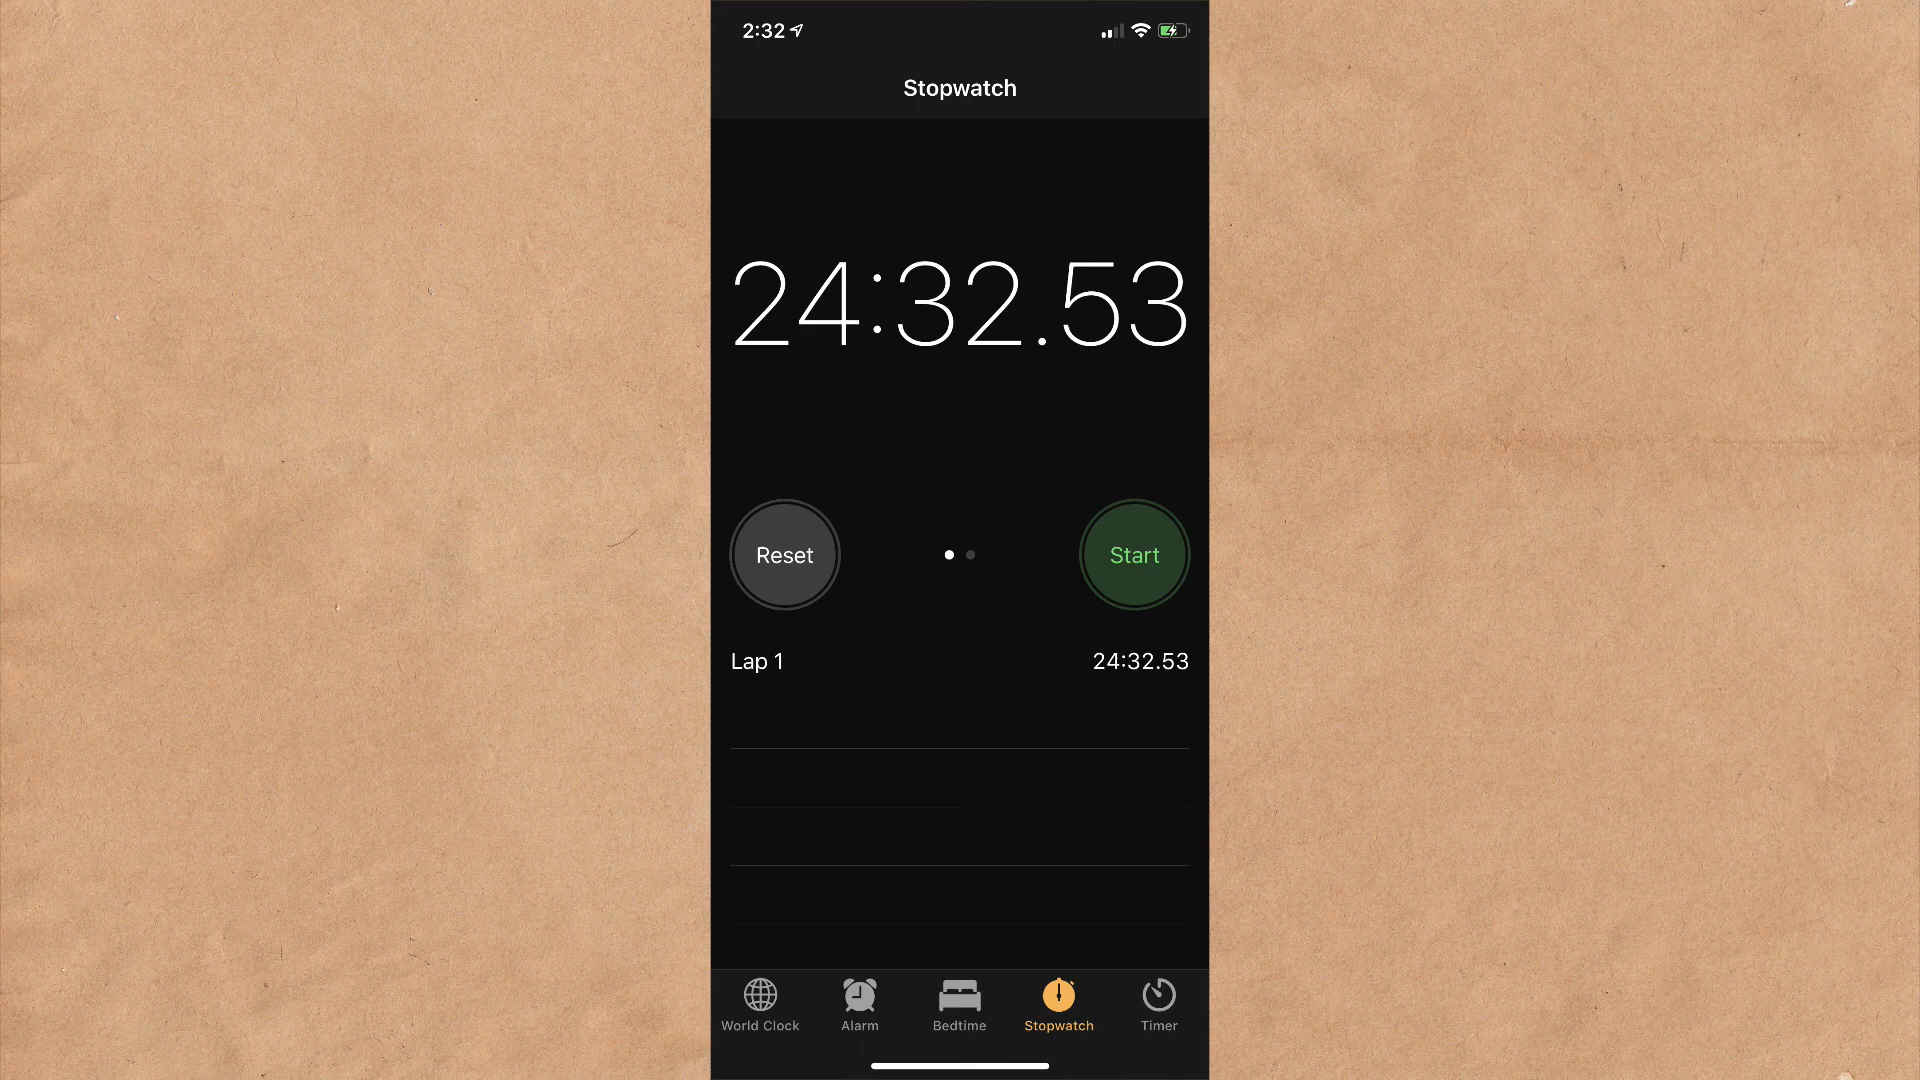 2:32
Stopwatch
24:32.53
Reset
Start
Lap 1 24:32.53
World Clock Alarm Bedtime Stopwatch Timer